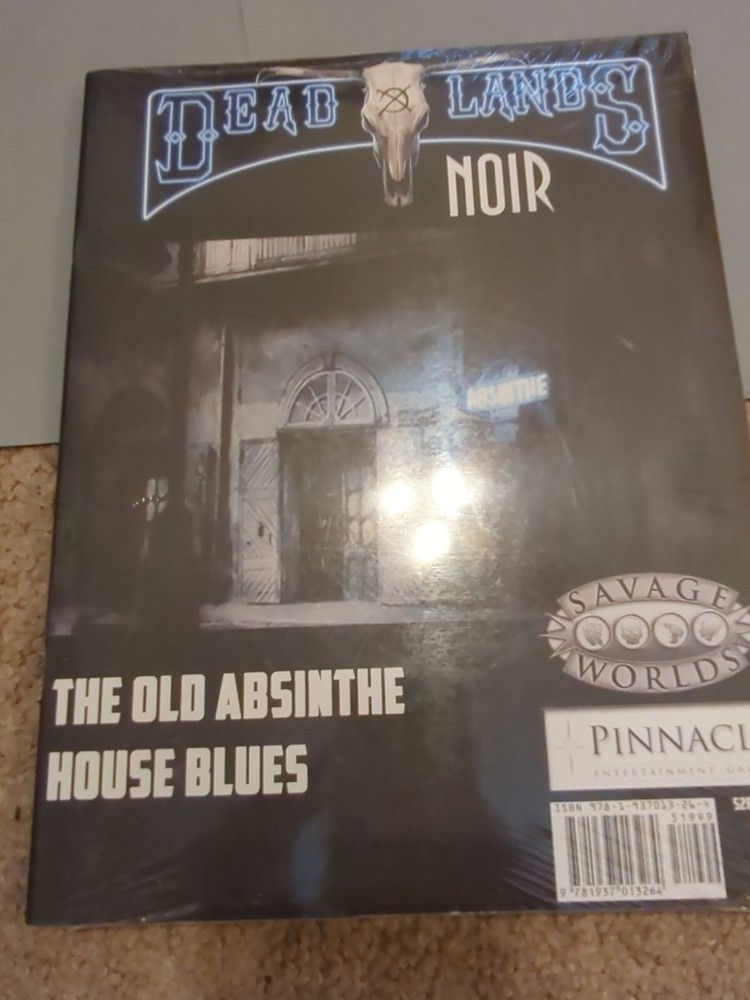 DEAD LANDS
NOIR
ABSINTHE
SAVAGE
WORLDS
THE OLD ABSINTHE
HOUSE BLUES
PINNACL
ENTERTAINMENT GRO
ISBN 978-1-937013-26-4
51999
9 781937 013264